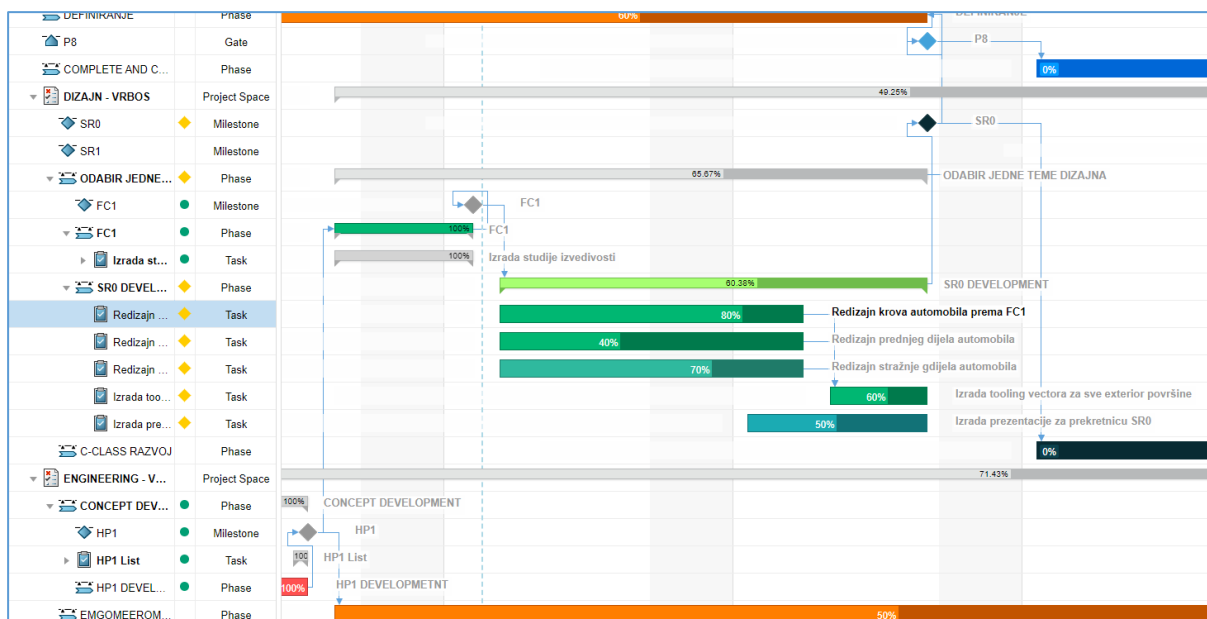 DEFINIRANJE Phase 60% DEFINIRANJE
P8 Gate P8
COMPLETE AND C... Phase 0%
DIZAJN - VRBOS Project Space 49.25%
SR0 Milestone SR0
SR1 Milestone
ODABIR JEDNE... Phase 65.67% ODABIR JEDNE TEME DIZAJNA
FC1 Milestone FC1
FC1 Phase 100% FC1
Izrada st... Task 100% Izrada studije izvedivosti
SR0 DEVEL... Phase 60.38% SR0 DEVELOPMENT
Redizajn ... Task 80% Redizajn krova automobila prema FC1
Redizajn ... Task 40% Redizajn prednjeg dijela automobila
Redizajn ... Task 70% Redizajn stražnje gdijela automobila
Izrada too... Task 60% Izrada tooling vectora za sve exterior površine
Izrada pre... Task 50% Izrada prezentacije za prekretnicu SR0
C-CLASS RAZVOJ Phase 0%
ENGINEERING - V... Project Space 71.43%
CONCEPT DEV... Phase 100% CONCEPT DEVELOPMENT
HP1 Milestone HP1
HP1 List Task 100 HP1 List
HP1 DEVEL... Phase 100% HP1 DEVELOPMETNT
EMGOMEEROM... Phase 50%